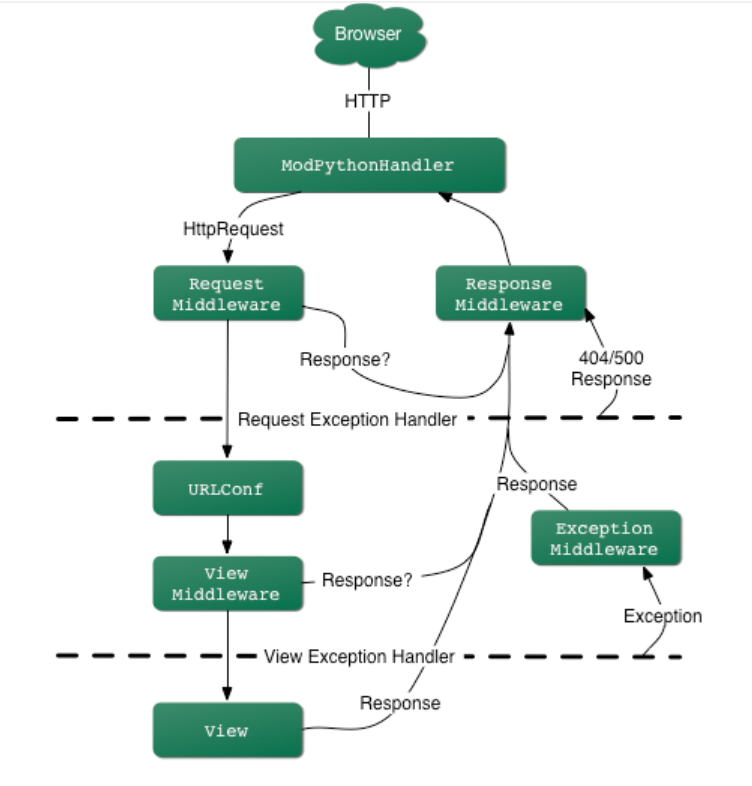 Browser
HTTP
ModPythonHandler
HttpRequest
Request
Middleware
Response
Middleware
Response?
404/500
Response
Request Exception Handler
URLConf
Response
Exception
Middleware
View
Middleware
Response?
Exception
View Exception Handler
Response
View